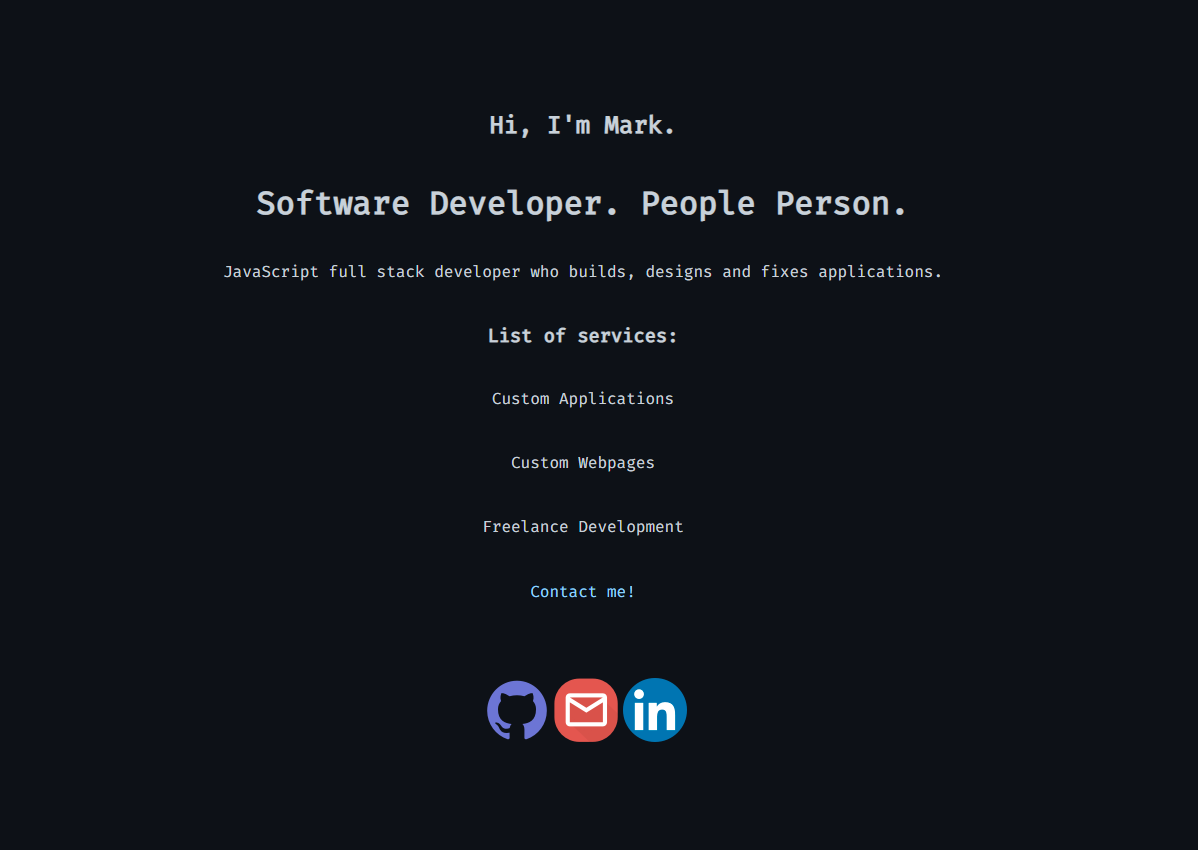 Hi, I'm Mark.
Software Developer. People Person.
JavaScript full stack developer who builds, designs and fixes applications.
List of services:
Custom Applications
Custom Webpages
Freelance Development
Contact me!
in